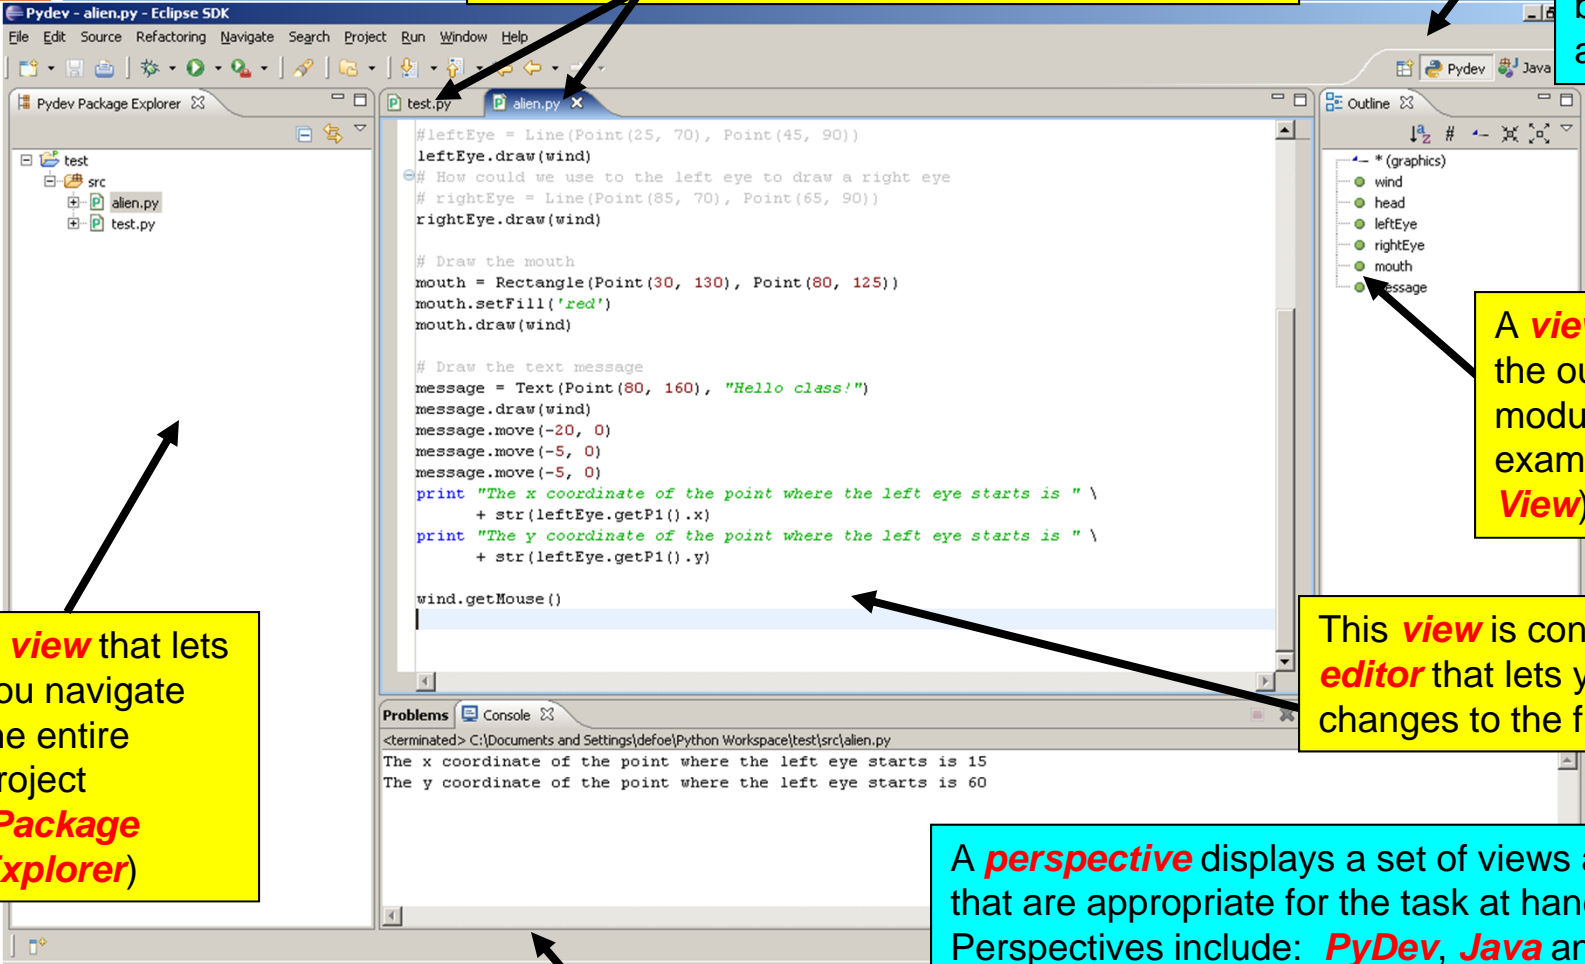 Pydev - alien.py - Eclipse SDK
File Edit Source Refactoring Navigate Search Project Run Window Help
Pydev Java
Pydev Package Explorer
test
src
alien.py
test.py
test.py alien.py
#leftEye = Line(Point(25, 70), Point(45, 90))
leftEye.draw(wind)
# How could we use to the left eye to draw a right eye
# rightEye = Line(Point(85, 70), Point(65, 90))
rightEye.draw(wind)
# Draw the mouth
mouth = Rectangle(Point(30, 130), Point(80, 125))
mouth.setFill('red')
mouth.draw(wind)
# Draw the text message
message = Text(Point(80, 160), "Hello class!")
message.draw(wind)
message.move(-20, 0)
message.move(-5, 0)
message.move(-5, 0)
print "The x coordinate of the point where the left eye starts is " \
+ str(leftEye.getP1().x)
print "The y coordinate of the point where the left eye starts is " \
+ str(leftEye.getP1().y)
wind.getMouse()
Outline
* (graphics)
wind
head
leftEye
rightEye
mouth
message
A view
the ou
modu
exam
View)
view that lets
ou navigate
he entire
roject
Package
Explorer)
This view is con
editor that lets y
changes to the f
Problems Console
<terminated> C:\Documents and Settings\defoe\Python Workspace\test\src\alien.py
The x coordinate of the point where the left eye starts is 15
The y coordinate of the point where the left eye starts is 60
A perspective displays a set of views a
that are appropriate for the task at hand
Perspectives include: PyDev, Java an